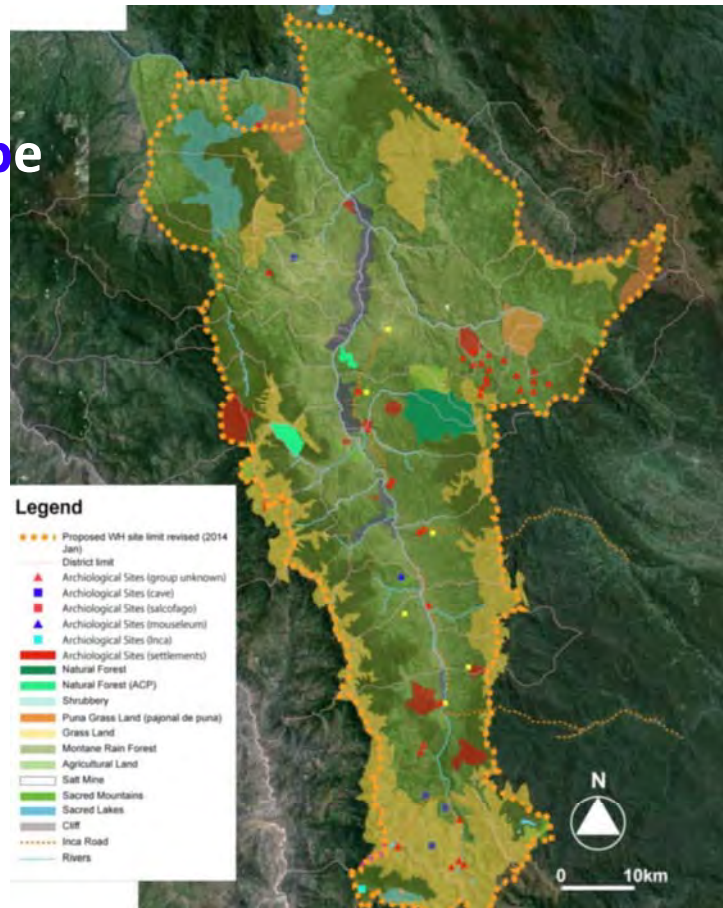 pe
Legend
Proposed WH site limit revised (2014
Jan)
District limit
Archiological Sites (group unknown)
Archiological Sites (cave)
Archiological Sites (salcofago)
Archiological Sites (mouseleum)
Archiological Sites (Inca)
Archiological Sites (settlements)
Natural Forest
Natural Forest (ACP)
Shrubbery
Puna Grass Land (pajonal de puna)
Grass Land
Montane Rain Forest
Agricultural Land
Salt Mine
Sacred Mountains
Sacred Lakes
Cliff
Inca Road
Rivers
N
0 10km